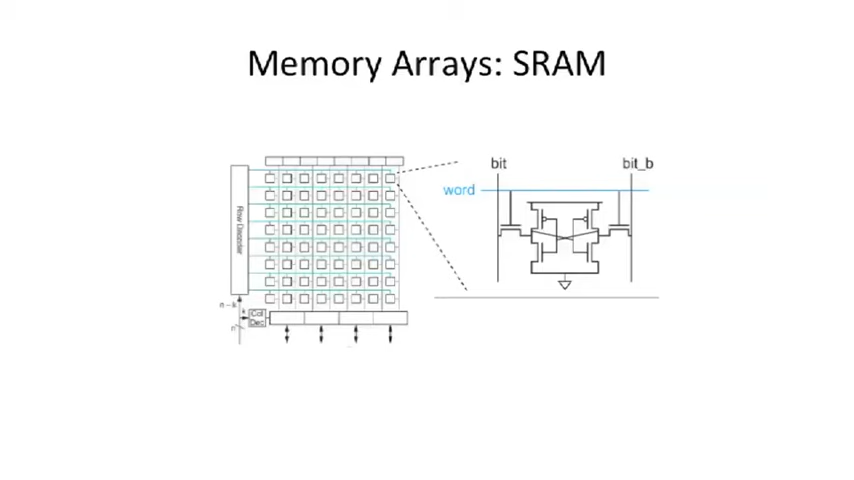 Memory Arrays: SRAM
bit
bit_b
word
Row Decoder
n - k
k
Col
Dec
n